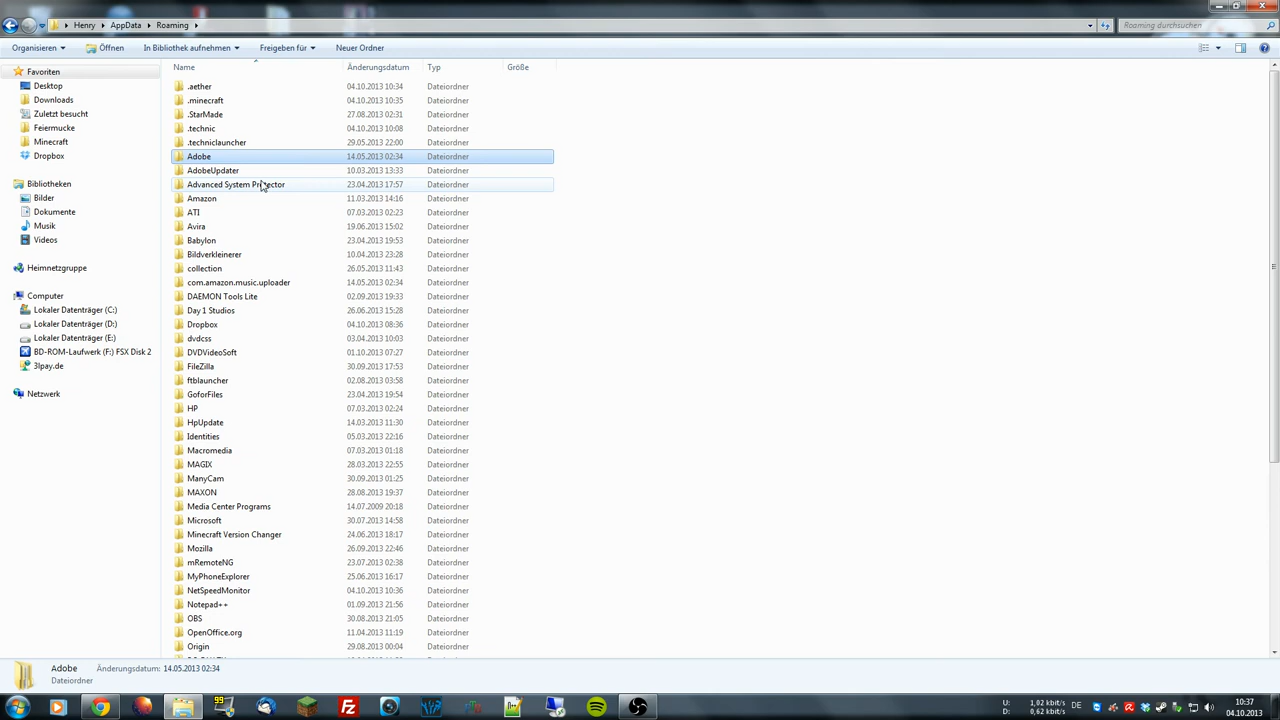 Henry ▸ AppData ▸ Roaming ▸ Roaming durchsuchen
Organisieren Öffnen In Bibliothek aufnehmen Freigeben für Neuer Ordner
Name Änderungsdatum Typ Größe
Favoriten
Desktop
Downloads
Zuletzt besucht
Feiermucke
Minecraft
Dropbox
Bibliotheken
Bilder
Dokumente
Musik
Videos
Heimnetzgruppe
Computer
Lokaler Datenträger (C:)
Lokaler Datenträger (D:)
Lokaler Datenträger (E:)
BD-ROM-Laufwerk (F:) FSX Disk 2
3lpay.de
Netzwerk
.aether 04.10.2013 10:34 Dateiordner
.minecraft 04.10.2013 10:35 Dateiordner
.StarMade 27.08.2013 02:31 Dateiordner
.technic 04.10.2013 10:08 Dateiordner
.techniclauncher 29.05.2013 22:00 Dateiordner
Adobe 14.05.2013 02:34 Dateiordner
AdobeUpdater 10.03.2013 13:33 Dateiordner
Advanced System Protector 23.04.2013 17:57 Dateiordner
Amazon 11.03.2013 14:16 Dateiordner
ATI 07.03.2013 02:23 Dateiordner
Avira 19.06.2013 15:02 Dateiordner
Babylon 23.04.2013 19:53 Dateiordner
Bildverkleinerer 10.04.2013 23:28 Dateiordner
collection 26.05.2013 11:43 Dateiordner
com.amazon.music.uploader 14.05.2013 02:34 Dateiordner
DAEMON Tools Lite 02.09.2013 19:33 Dateiordner
Day 1 Studios 26.06.2013 15:28 Dateiordner
Dropbox 04.10.2013 08:36 Dateiordner
dvdcss 03.04.2013 10:03 Dateiordner
DVDVideoSoft 01.10.2013 07:27 Dateiordner
FileZilla 30.09.2013 17:53 Dateiordner
ftblauncher 02.08.2013 03:58 Dateiordner
GoforFiles 23.04.2013 19:54 Dateiordner
HP 07.03.2013 02:24 Dateiordner
HpUpdate 14.03.2013 11:30 Dateiordner
Identities 05.03.2013 22:16 Dateiordner
Macromedia 07.03.2013 01:18 Dateiordner
MAGIX 28.03.2013 22:55 Dateiordner
ManyCam 30.09.2013 01:25 Dateiordner
MAXON 28.08.2013 19:37 Dateiordner
Media Center Programs 14.07.2009 20:18 Dateiordner
Microsoft 30.07.2013 14:58 Dateiordner
Minecraft Version Changer 24.06.2013 18:17 Dateiordner
Mozilla 26.09.2013 22:46 Dateiordner
mRemoteNG 23.07.2013 02:38 Dateiordner
MyPhoneExplorer 25.06.2013 16:17 Dateiordner
NetSpeedMonitor 04.10.2013 10:36 Dateiordner
Notepad++ 01.09.2013 21:56 Dateiordner
OBS 30.08.2013 21:05 Dateiordner
OpenOffice.org 11.04.2013 11:19 Dateiordner
Origin 29.08.2013 00:04 Dateiordner
Adobe Änderungsdatum: 14.05.2013 02:34
Dateiordner
99
U: 1,02 kbit/s
D: 0,62 kbit/s
DE
10:37
04.10.2013